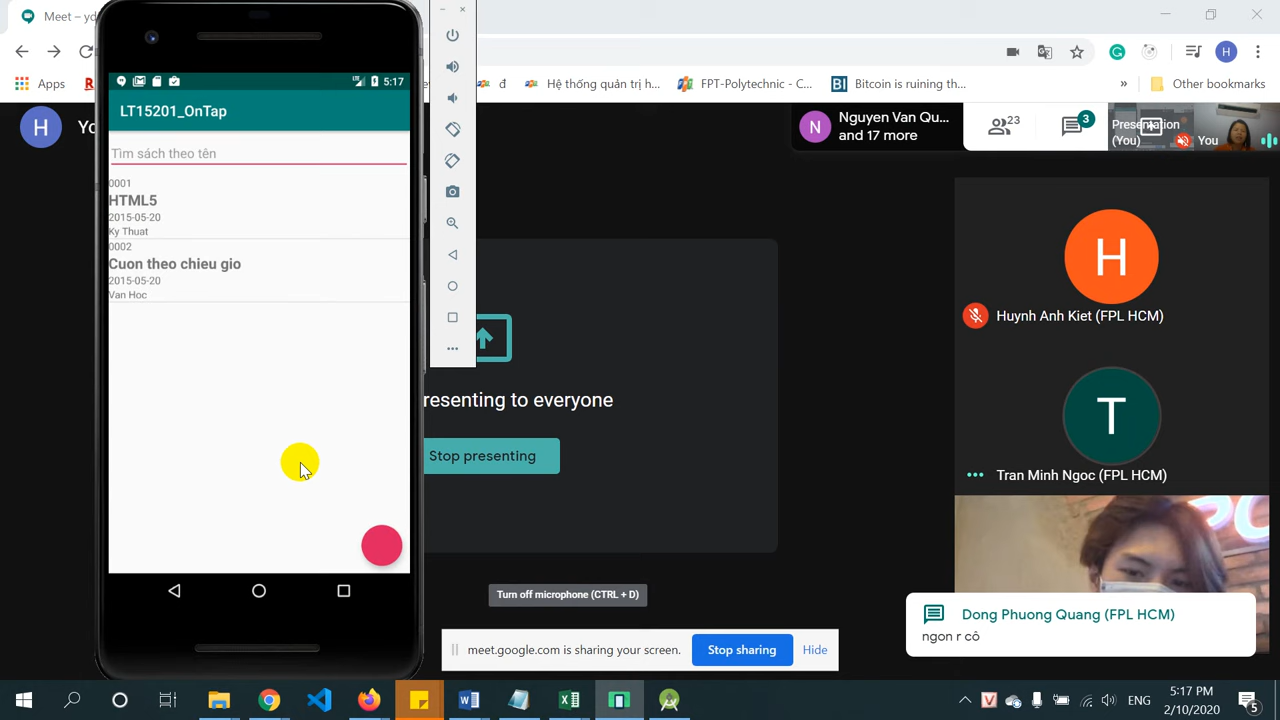 Meet – yd
Apps
đ
Hệ thống quản trị h...
FPT-Polytechnic - C...
Bitcoin is ruining th...
»
Other bookmarks
H
5:17
LT15201_OnTap
Tìm sách theo tên
0001
HTML5
2015-05-20
Ky Thuat
0002
Cuon theo chieu gio
2015-05-20
Van Hoc
H
Yo
N
Nguyen Van Qu...
and 17 more
23
3
Presentation
(You)
You
H
Huynh Anh Kiet (FPL HCM)
T
Tran Minh Ngoc (FPL HCM)
resenting to everyone
Stop presenting
Turn off microphone (CTRL + D)
Dong Phuong Quang (FPL HCM)
ngon r cô
meet.google.com is sharing your screen.
Stop sharing
Hide
ENG
5:17 PM
2/10/2020
5